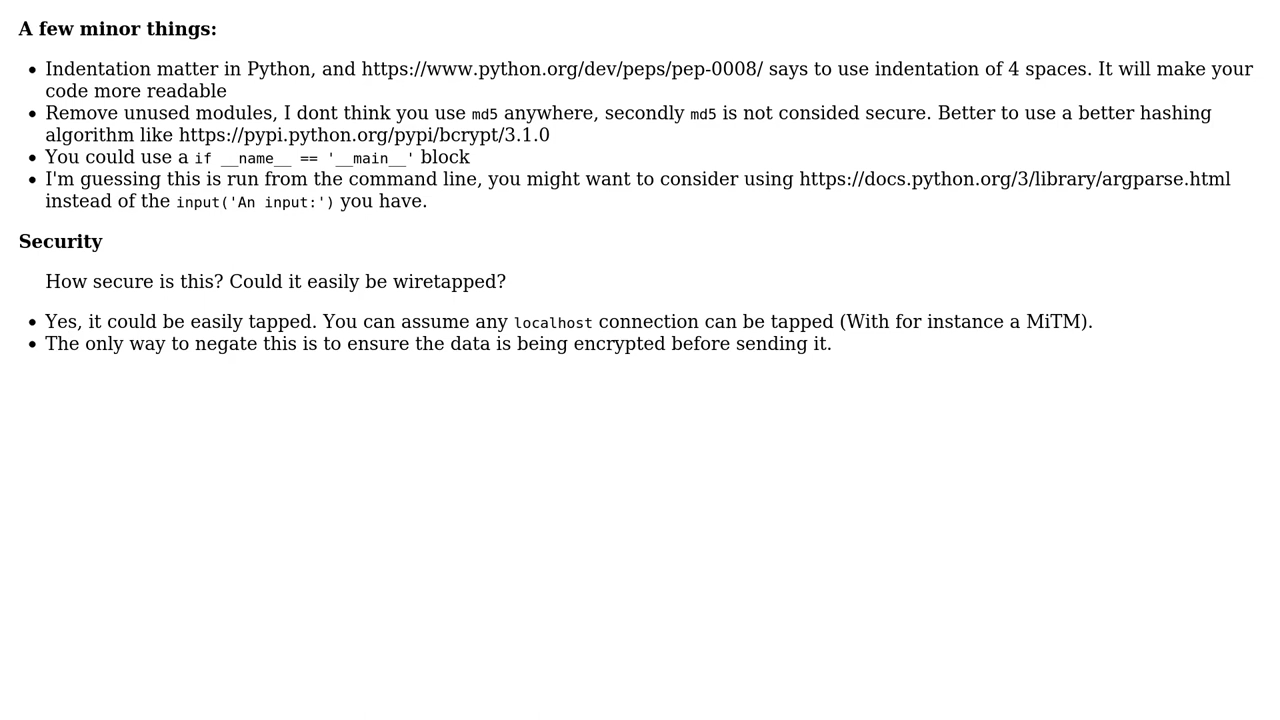 A few minor things:
Indentation matter in Python, and https://www.python.org/dev/peps/pep-0008/ says to use indentation of 4 spaces. It will make your
code more readable
Remove unused modules, I dont think you use md5 anywhere, secondly md5 is not consided secure. Better to use a better hashing
algorithm like https://pypi.python.org/pypi/bcrypt/3.1.0
You could use a if __name__ == '__main__' block
I'm guessing this is run from the command line, you might want to consider using https://docs.python.org/3/library/argparse.html
instead of the input('An input:') you have.
Security
How secure is this? Could it easily be wiretapped?
Yes, it could be easily tapped. You can assume any localhost connection can be tapped (With for instance a MiTM).
The only way to negate this is to ensure the data is being encrypted before sending it.